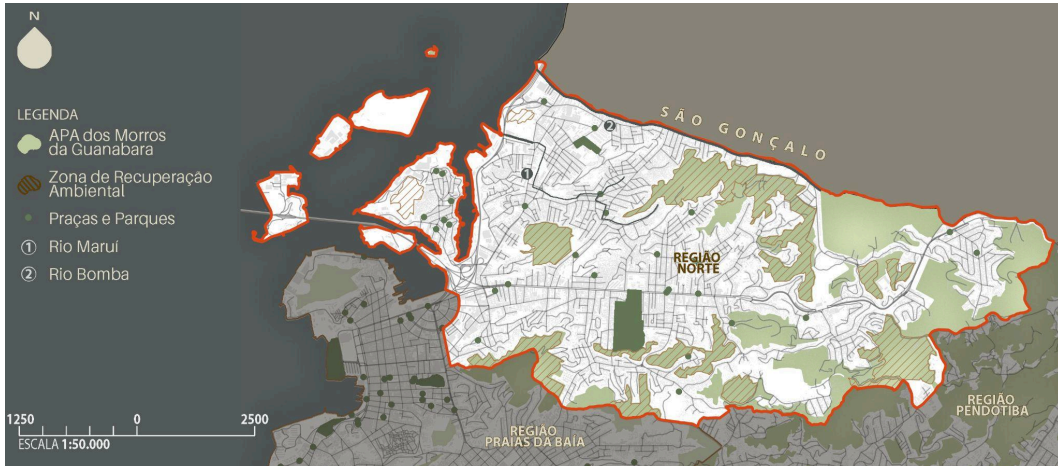 N
LEGENDA
APA dos Morros
da Guanabara
Zona de Recuperação
Ambiental
Praças e Parques
1 Rio Maruí
2 Rio Bomba
1250 0 2500
ESCALA 1:50.000
SÃO GONÇALO
2
1
REGIÃO
NORTE
REGIÃO
PRAIAS DA BAÍA
REGIÃO
PENDOTIBA